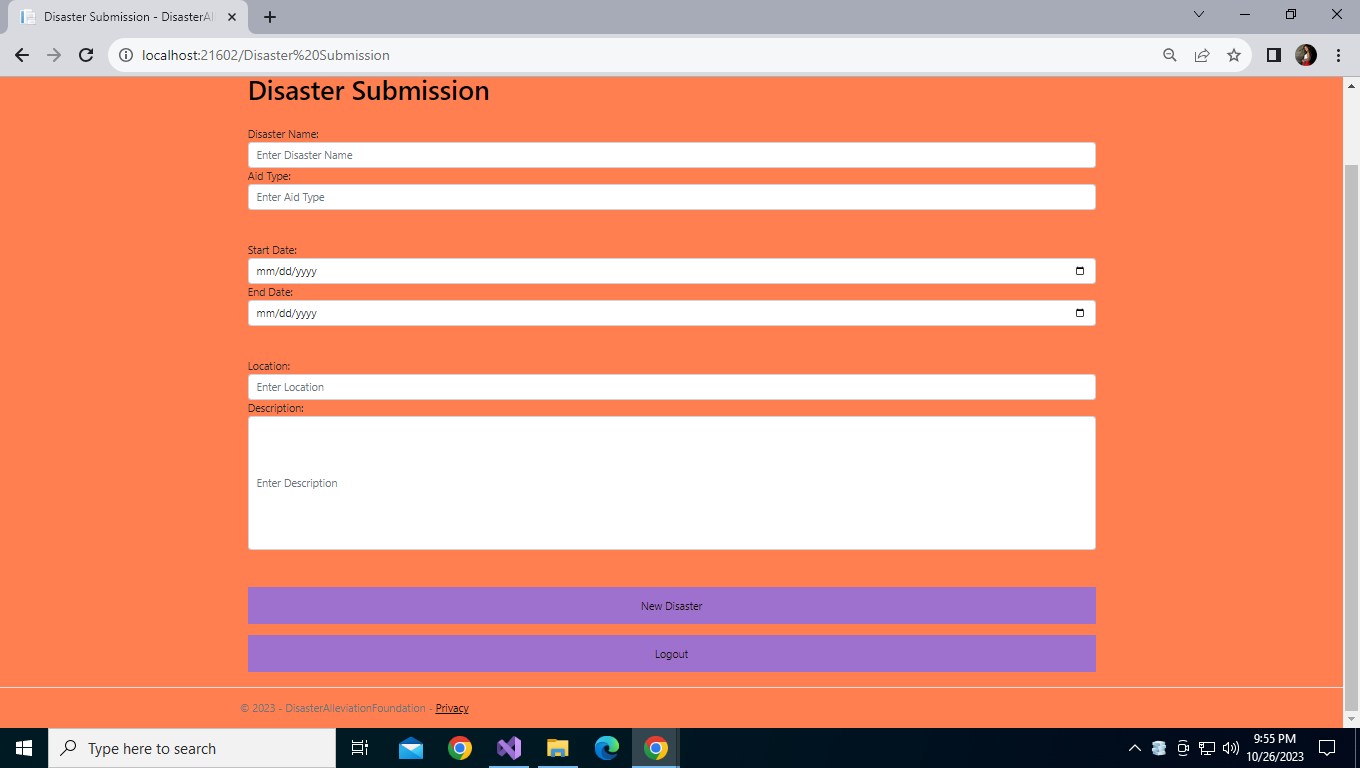 Disaster Submission - DisasterAl
localhost:21602/Disaster%20Submission
Disaster Submission
Disaster Name:
Enter Disaster Name
Aid Type:
Enter Aid Type
Start Date:
mm/dd/yyyy
End Date:
mm/dd/yyyy
Location:
Enter Location
Description:
Enter Description
New Disaster
Logout
© 2023 - DisasterAlleviationFoundation - Privacy
Type here to search
9:55 PM
10/26/2023